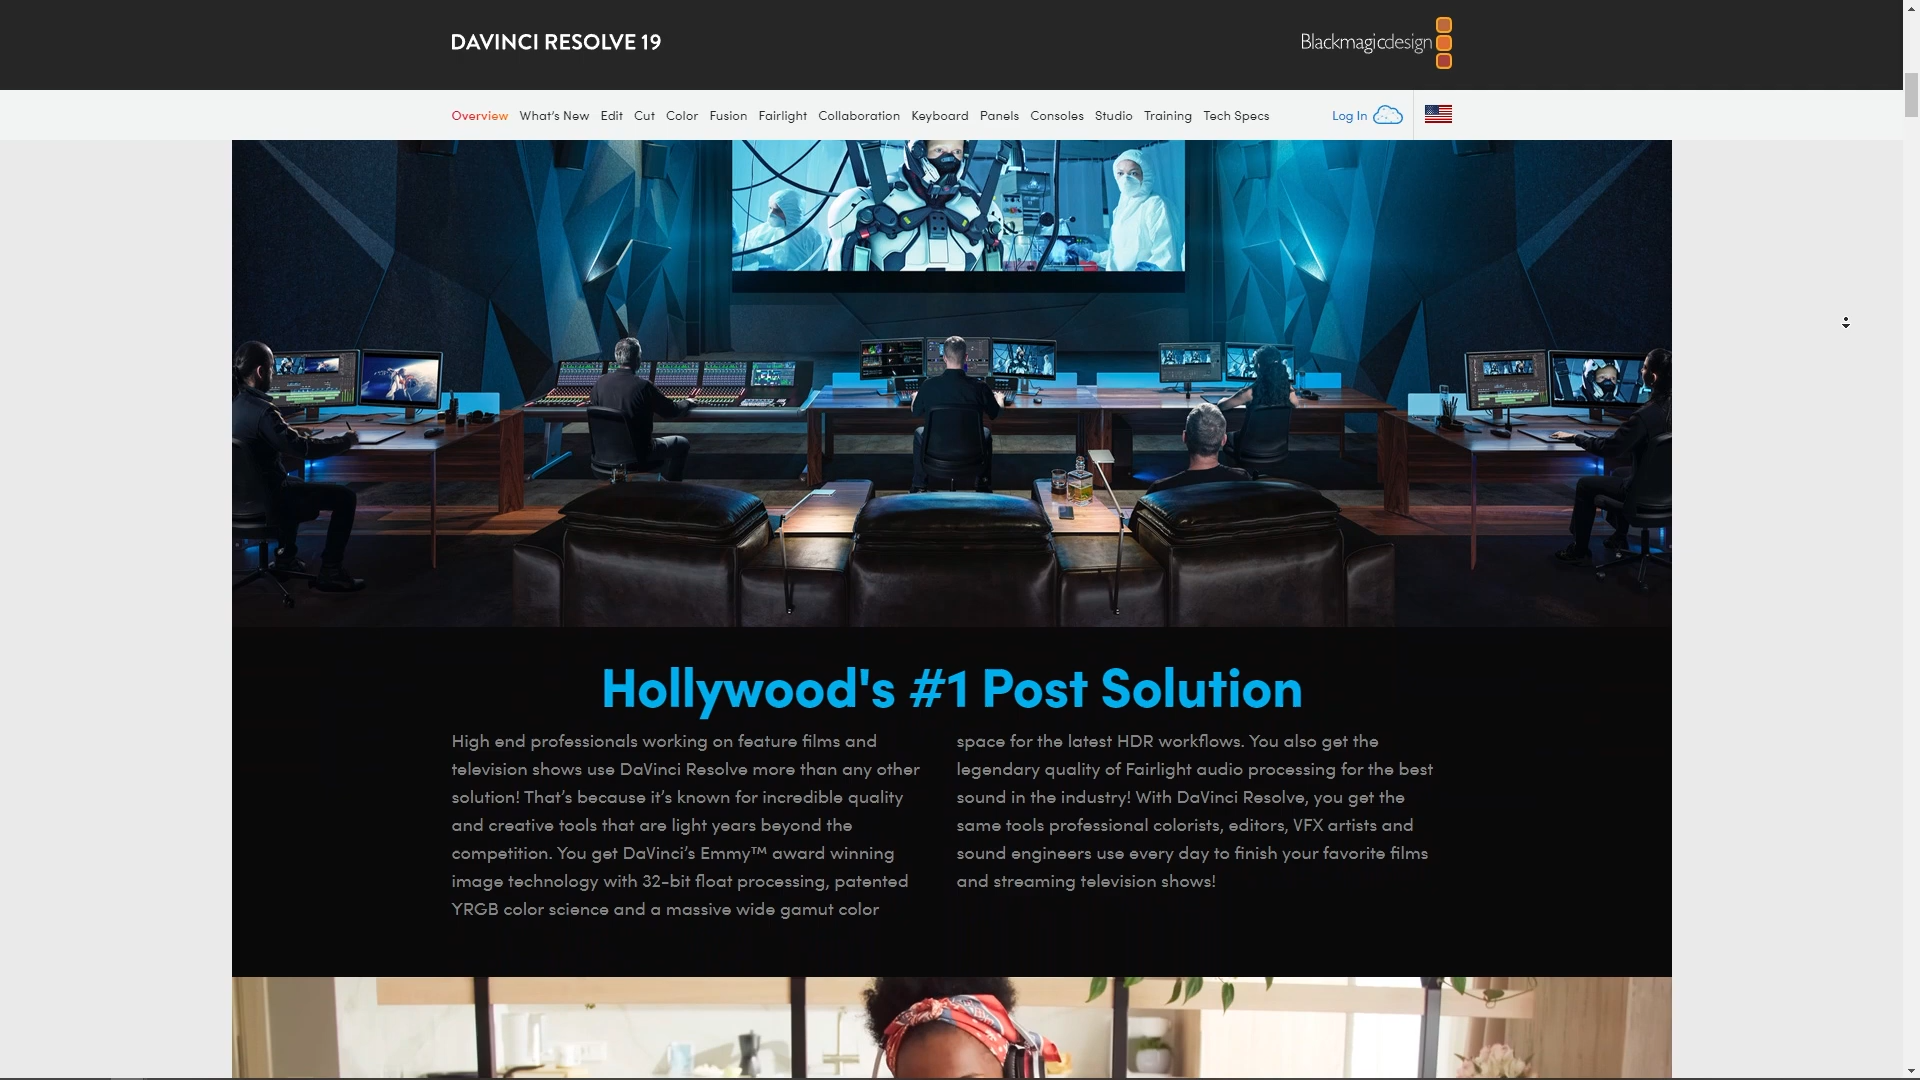 DAVINCI RESOLVE 19
Blackmagicdesign
Overview What's New Edit Cut Color Fusion Fairlight Collaboration Keyboard Panels Consoles Studio Training Tech Specs Log In
Hollywood's #1 Post Solution
High end professionals working on feature films and
television shows use DaVinci Resolve more than any other
solution! That's because it's known for incredible quality
and creative tools that are light years beyond the
competition. You get DaVinci's Emmy™ award winning
image technology with 32-bit float processing, patented
YRGB color science and a massive wide gamut color
space for the latest HDR workflows. You also get the
legendary quality of Fairlight audio processing for the best
sound in the industry! With DaVinci Resolve, you get the
same tools professional colorists, editors, VFX artists and
sound engineers use every day to finish your favorite films
and streaming television shows!